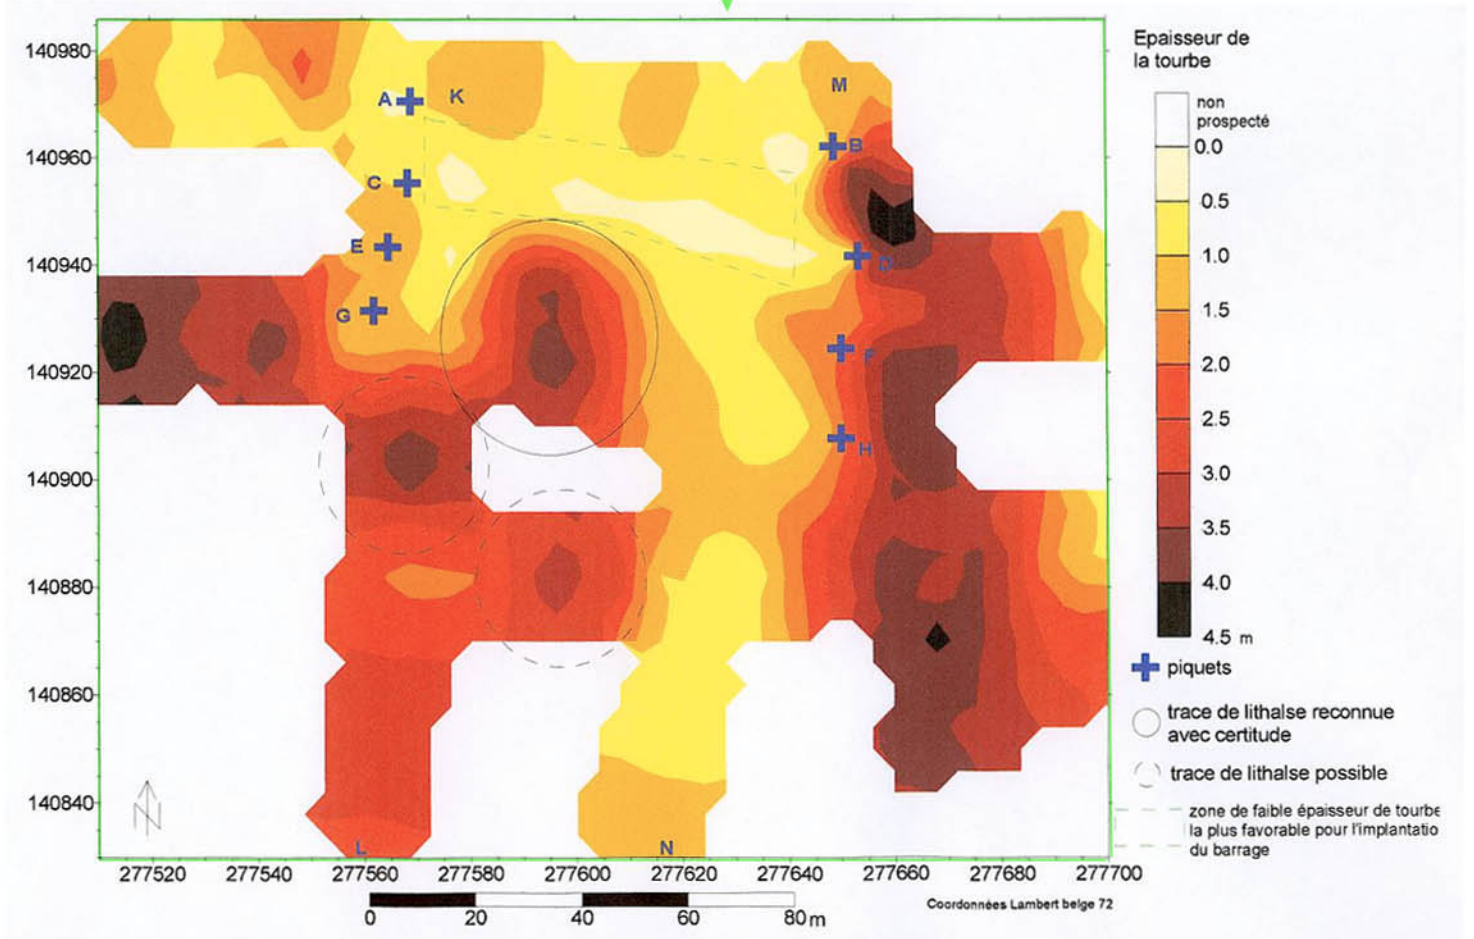 140980
140960
140940
140920
140900
140880
140860
140840
A
K
M
B
C
E
D
G
F
H
L
N
N
277520
277540
277560
277580
277600
277620
277640
277660
277680
277700
0
20
40
60
80 m
Coordonnées Lambert belge 72
Epaisseur de
la tourbe
non
prospecté
0.0
0.5
1.0
1.5
2.0
2.5
3.0
3.5
4.0
4.5 m
piquets
trace de lithalse reconnue
avec certitude
trace de lithalse possible
zone de faible épaisseur de tourbe
la plus favorable pour l'implantatio
du barrage